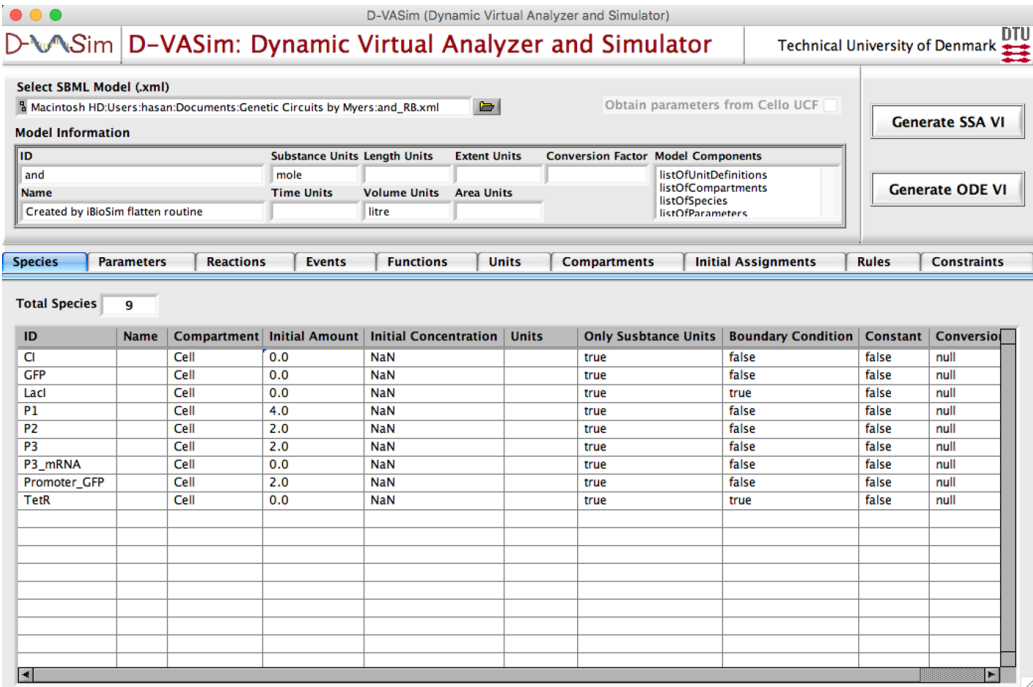 D-VASim (Dynamic Virtual Analyzer and Simulator)
D-VASim D-VASim: Dynamic Virtual Analyzer and Simulator Technical University of Denmark DTU
Select SBML Model (.xml)
Macintosh HD:Users:hasan:Documents:Genetic Circuits by Myers:and_RB.xml
Obtain parameters from Cello UCF
Generate SSA VI
Model Information
ID Substance Units Length Units Extent Units Conversion Factor Model Components
and mole listOfUnitDefinitions
listOfCompartments
Name Time Units Volume Units Area Units
listOfSpecies
Created by iBioSim flatten routine litre listOfParameters
Generate ODE VI
Species Parameters Reactions Events Functions Units Compartments Initial Assignments Rules Constraints
Total Species 9
ID Name Compartment Initial Amount Initial Concentration Units Only Susbtance Units Boundary Condition Constant Conversion
CI Cell 0.0 NaN true false false null
GFP Cell 0.0 NaN true false false null
LacI Cell 0.0 NaN true true false null
P1 Cell 4.0 NaN true false false null
P2 Cell 2.0 NaN true false false null
P3 Cell 2.0 NaN true false false null
P3_mRNA Cell 0.0 NaN true false false null
Promoter_GFP Cell 2.0 NaN true false false null
TetR Cell 0.0 NaN true true false null